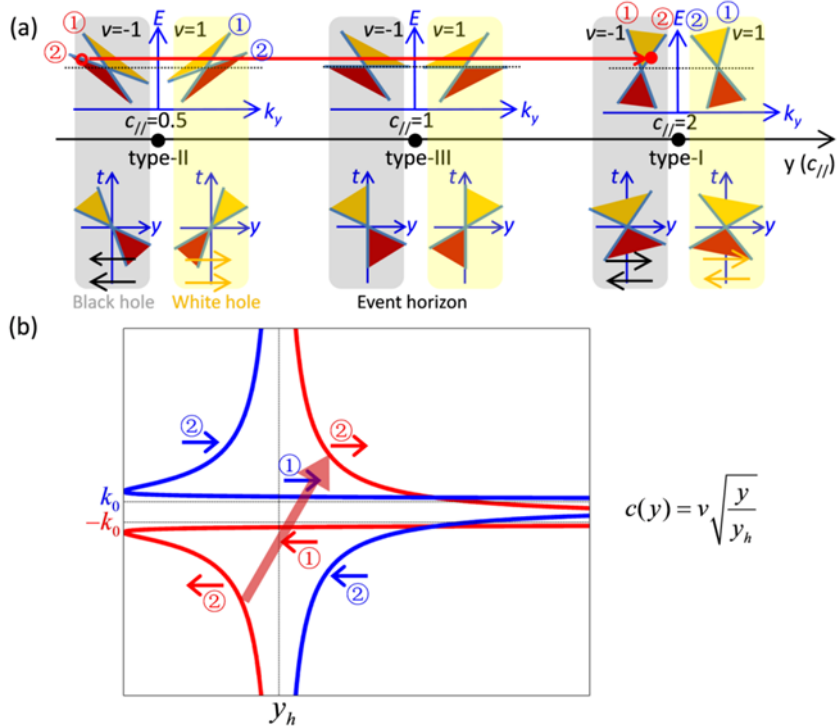 (a)
① ν=-1 ν=1 ① E
② ②
k_y
c_//=0.5
type-II
t t
y y
Black hole White hole
ν=-1 ν=1 E
k_y
c_//=1
type-III
t t
y y
Event horizon
① ② E ② ①
ν=-1 ν=1
k_y
c_//=2
type-I
y (c_//)
t t
y y
(b)
② ②
①
k₀
−k₀
①
② ②
y_h
c(y) = v√(y/y_h)